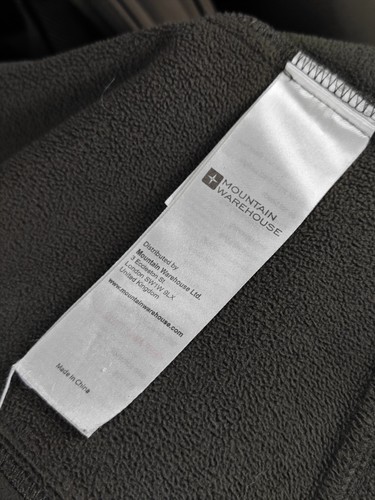 MOUNTAIN
WAREHOUSE
Distributed by
Mountain Warehouse Ltd.
3 Eccleston St
London SW1W 9LX
United Kingdom
www.mountainwarehouse.com
Made in China